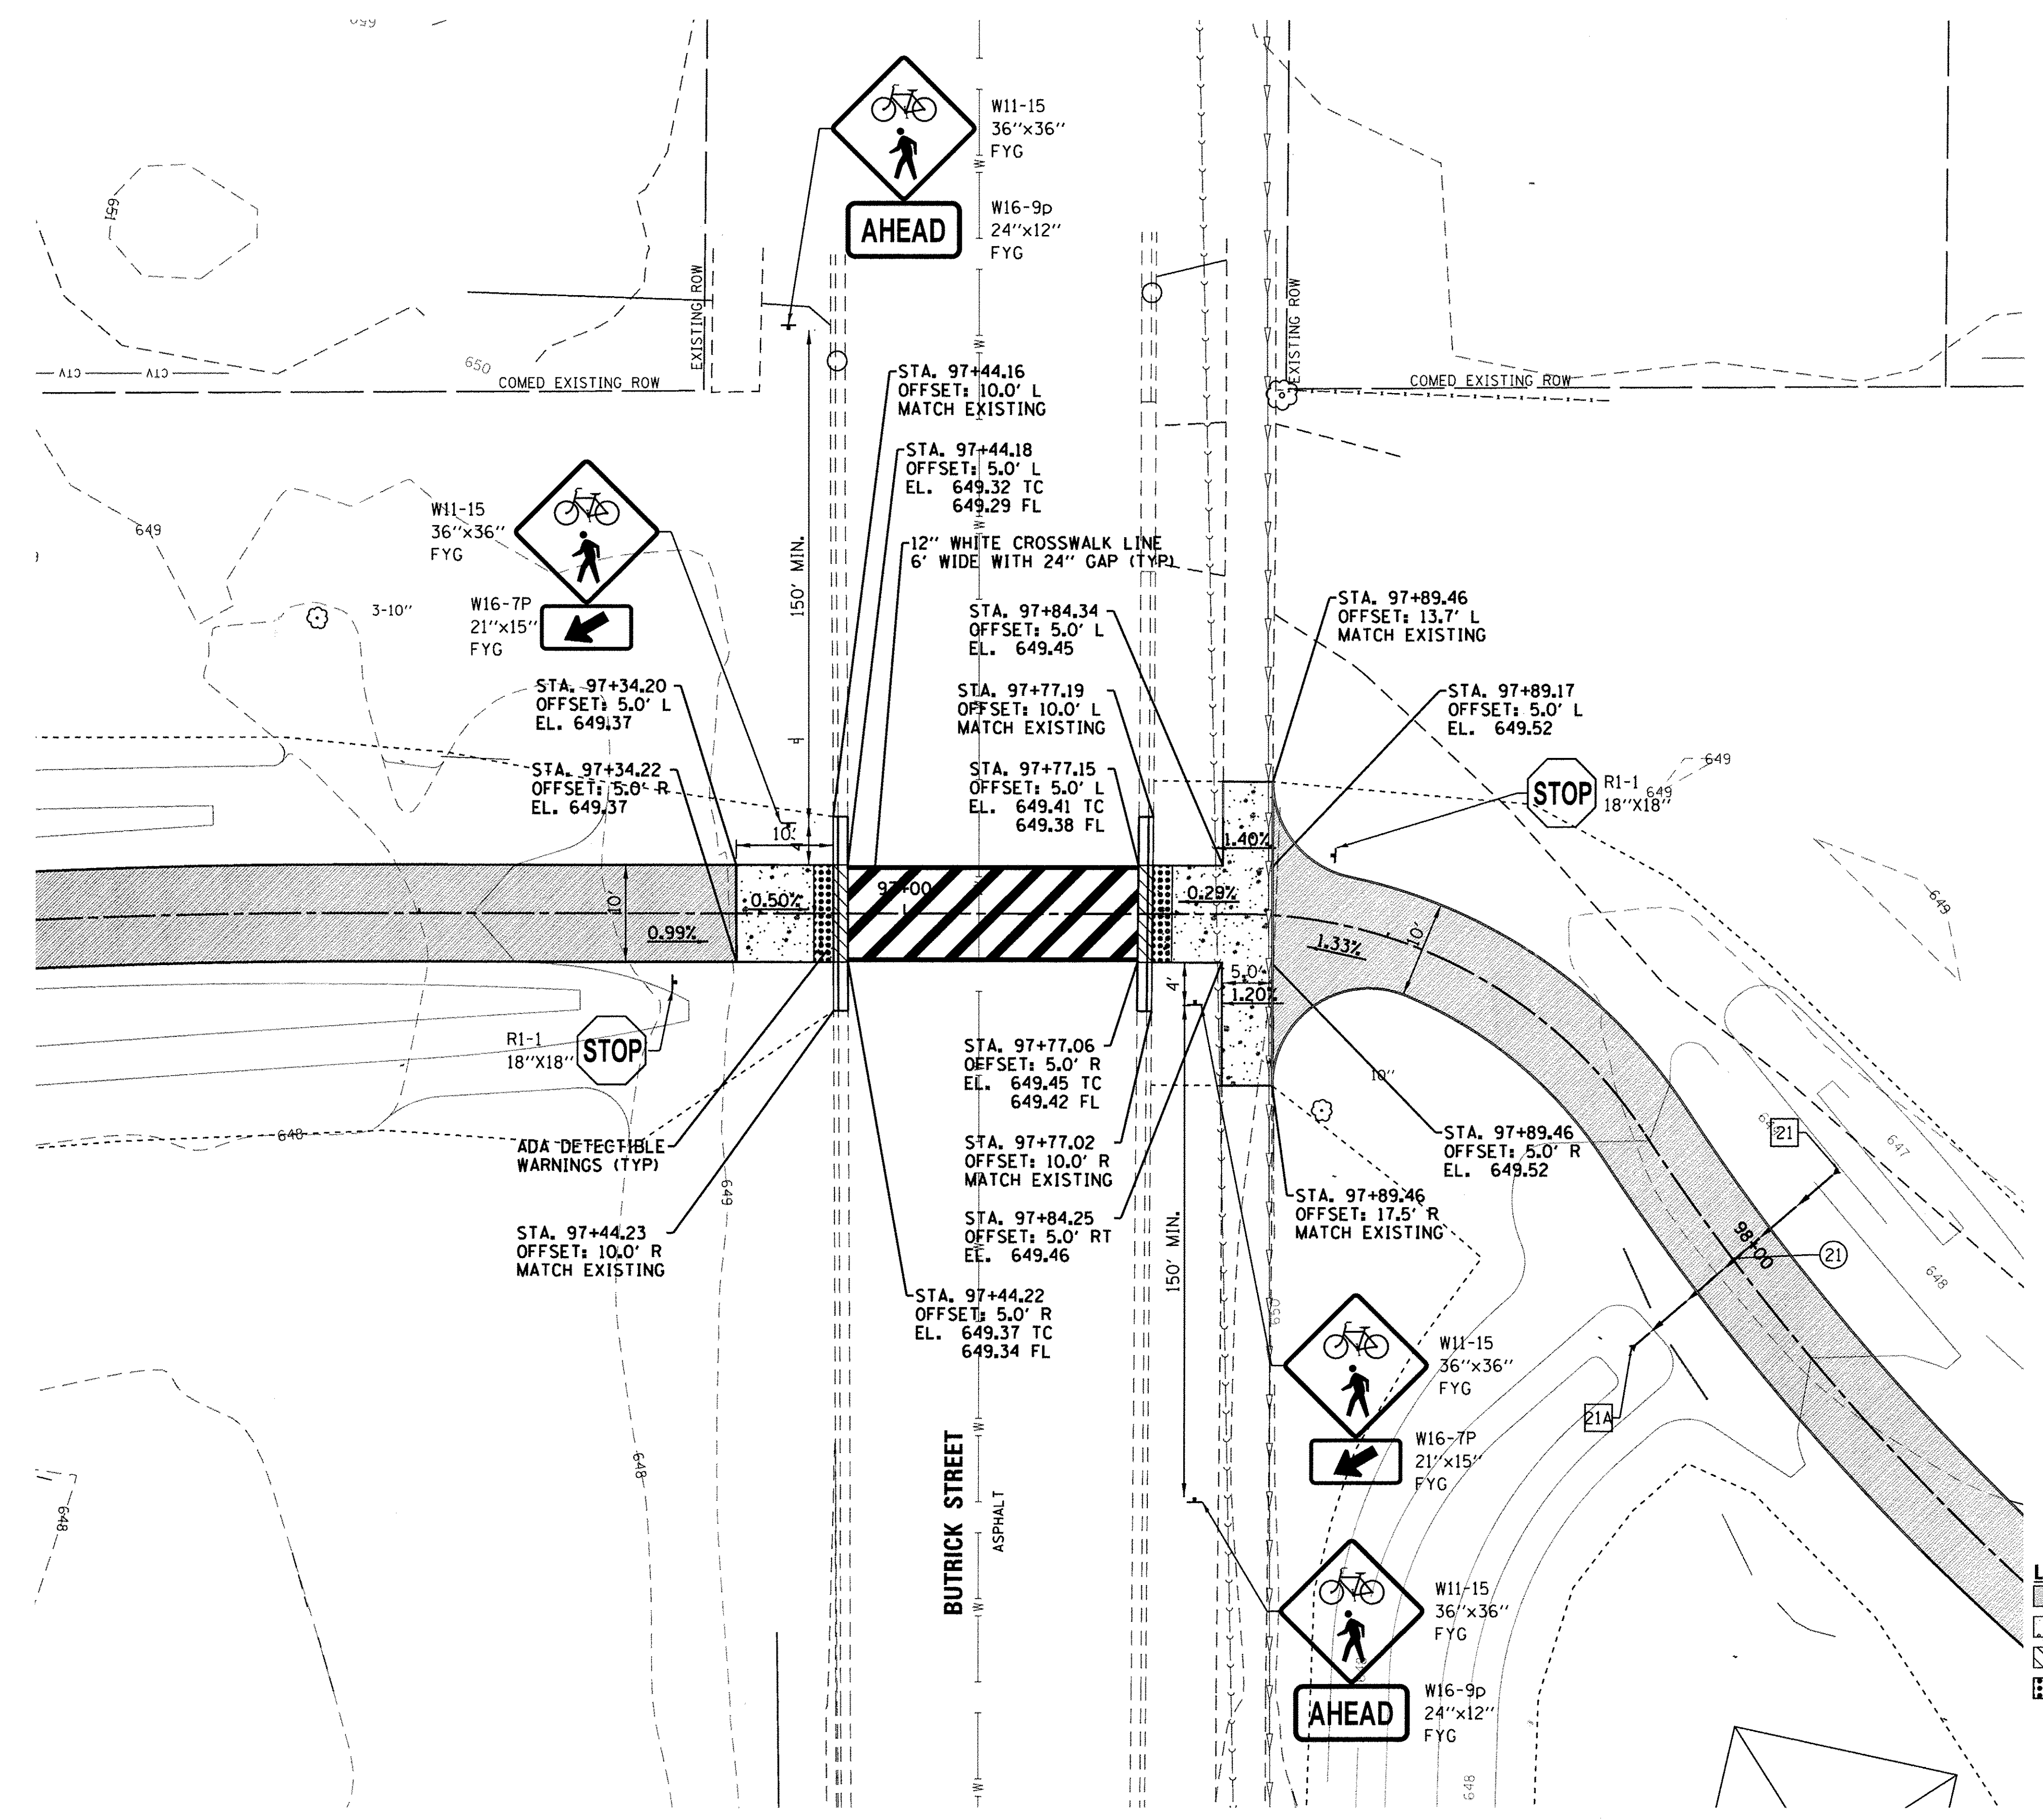 650
W11-15
36"x36"
FYG
AHEAD
W16-9p
24"x12"
FYG
651
EXISTING ROW
EXISTING ROW
CTV
CTV
650
COMED EXISTING ROW
COMED EXISTING ROW
STA. 97+44.16
OFFSET: 10.0' L
MATCH EXISTING
STA. 97+44.18
OFFSET: 5.0' L
EL. 649.32 TC
649.29 FL
12" WHITE CROSSWALK LINE
6' WIDE WITH 24" GAP (TYP)
150' MIN.
W11-15
36"x36"
FYG
W16-7P
21"x15"
FYG
649
3-10"
STA. 97+84.34
OFFSET: 5.0' L
EL. 649.45
STA. 97+89.46
OFFSET: 13.7' L
MATCH EXISTING
STA. 97+34.20
OFFSET: 5.0' L
EL. 649.37
STA. 97+77.19
OFFSET: 10.0' L
MATCH EXISTING
STA. 97+89.17
OFFSET: 5.0' L
EL. 649.52
STA. 97+34.22
OFFSET: 5.0' R
EL. 649.37
STA. 97+77.15
OFFSET: 5.0' L
EL. 649.41 TC
649.38 FL
STOP
R1-1
18"X18"
649
649
10'
4'
1.40%
10'
0.50%
0.99%
97+00
0.29%
1.33%
10'
649
5.0'
1.20%
4'
R1-1
18"X18"
STOP
STA. 97+77.06
OFFSET: 5.0' R
EL. 649.45 TC
649.42 FL
10"
648
ADA DETECTIBLE
WARNINGS (TYP)
649
STA. 97+77.02
OFFSET: 10.0' R
MATCH EXISTING
STA. 97+89.46
OFFSET: 5.0' R
EL. 649.52
21
647
STA. 97+44.23
OFFSET: 10.0' R
MATCH EXISTING
STA. 97+84.25
OFFSET: 5.0' RT
EL. 649.46
STA. 97+89.46
OFFSET: 17.5' R
MATCH EXISTING
150' MIN.
98+00
21
648
STA. 97+44.22
OFFSET: 5.0' R
EL. 649.37 TC
649.34 FL
650
W11-15
36"x36"
FYG
21A
W16-7P
21"x15"
FYG
648
648
BUTRICK STREET
ASPHALT
W11-15
36"x36"
FYG
AHEAD
W16-9p
24"x12"
FYG
648